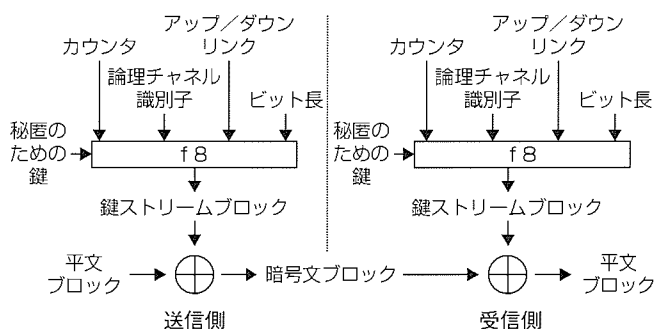 アップ／ダウン
リンク
カウンタ
論理チャネル
識別子
ビット長
秘匿の
ための
鍵
f8
鍵ストリームブロック
平文
ブロック
暗号文ブロック
送信側
アップ／ダウン
リンク
カウンタ
論理チャネル
識別子
ビット長
秘匿の
ための
鍵
f8
鍵ストリームブロック
平文
ブロック
受信側